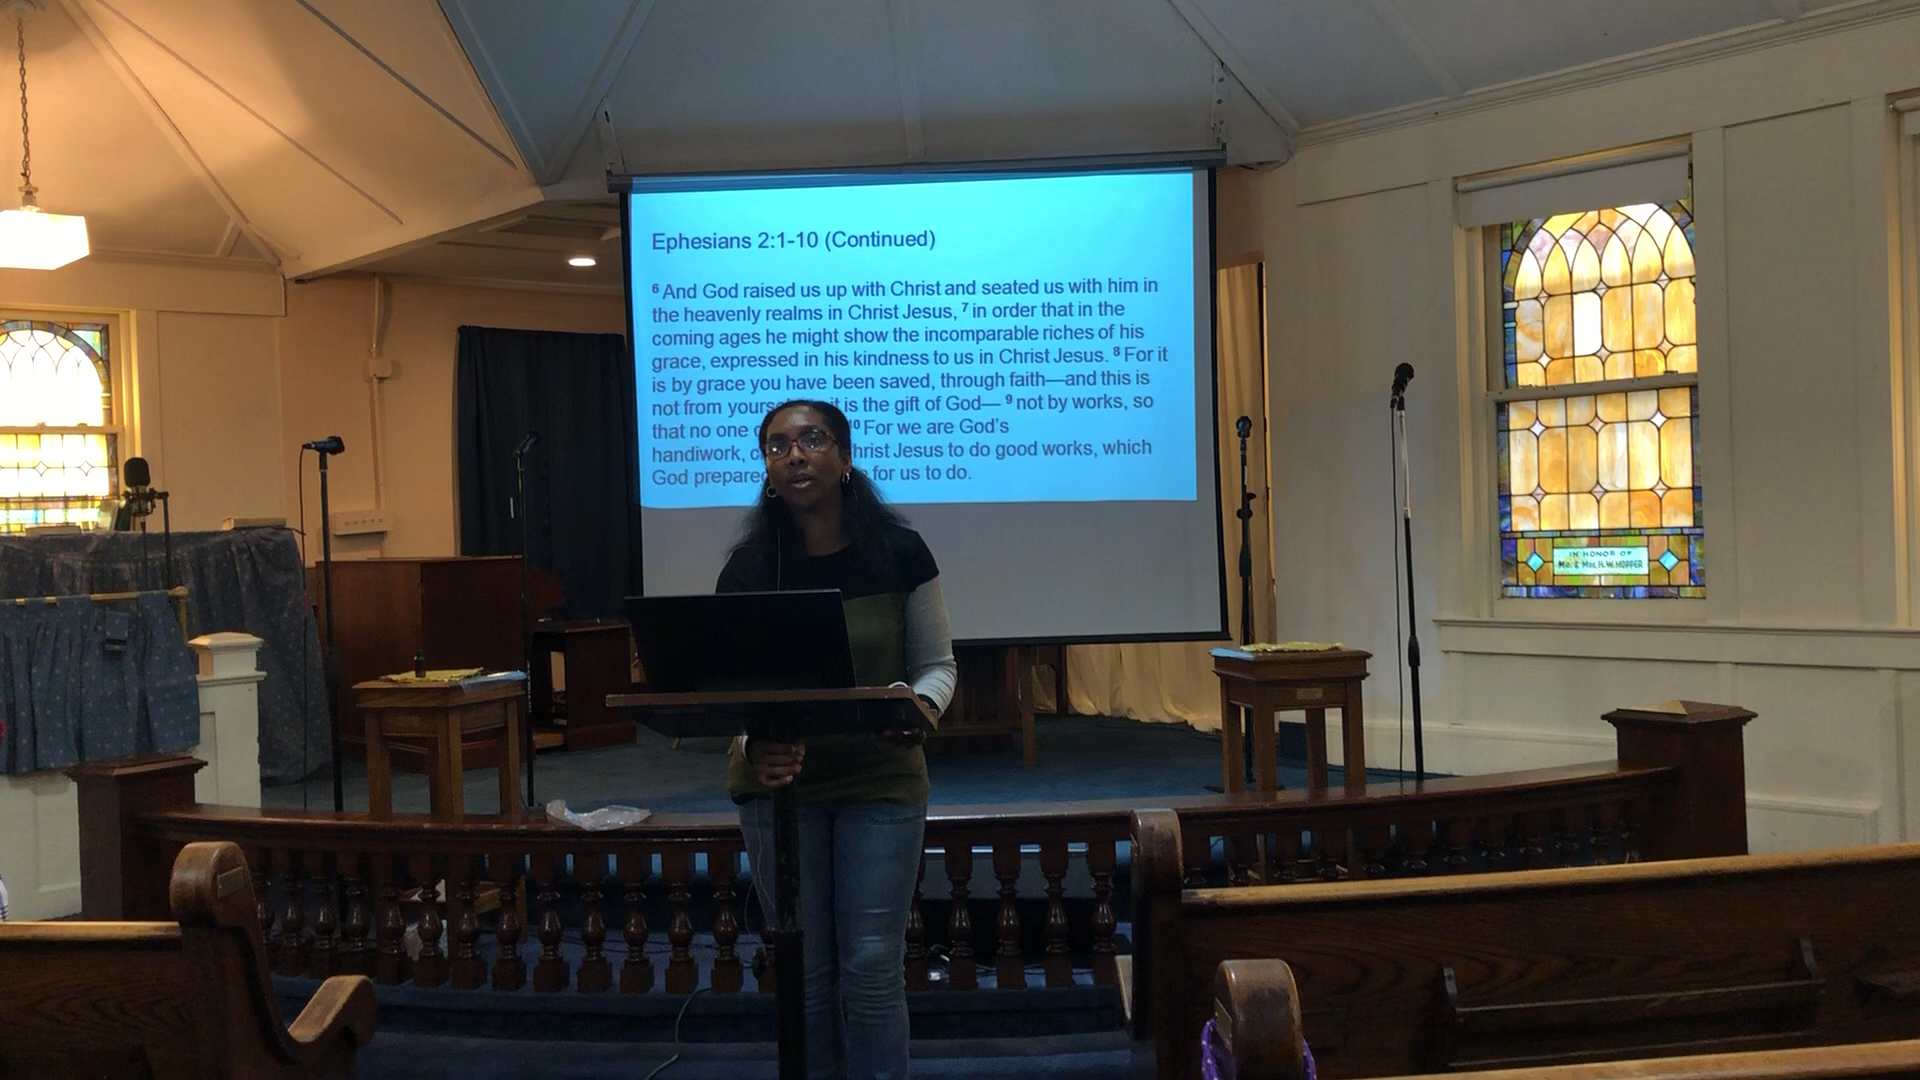 Ephesians 2:1-10 (Continued)
⁶ And God raised us up with Christ and seated us with him in
the heavenly realms in Christ Jesus, ⁷ in order that in the
coming ages he might show the incomparable riches of his
grace, expressed in his kindness to us in Christ Jesus. ⁸ For it
is by grace you have been saved, through faith—and this is
not from it is the gift of God— ⁹ not by works, so
that no one ¹⁰ For we are God's
handiwork, Christ Jesus to do good works, which
God for us to do.
IN HONOR OF
MR. & MRS. H. W. HOPPER